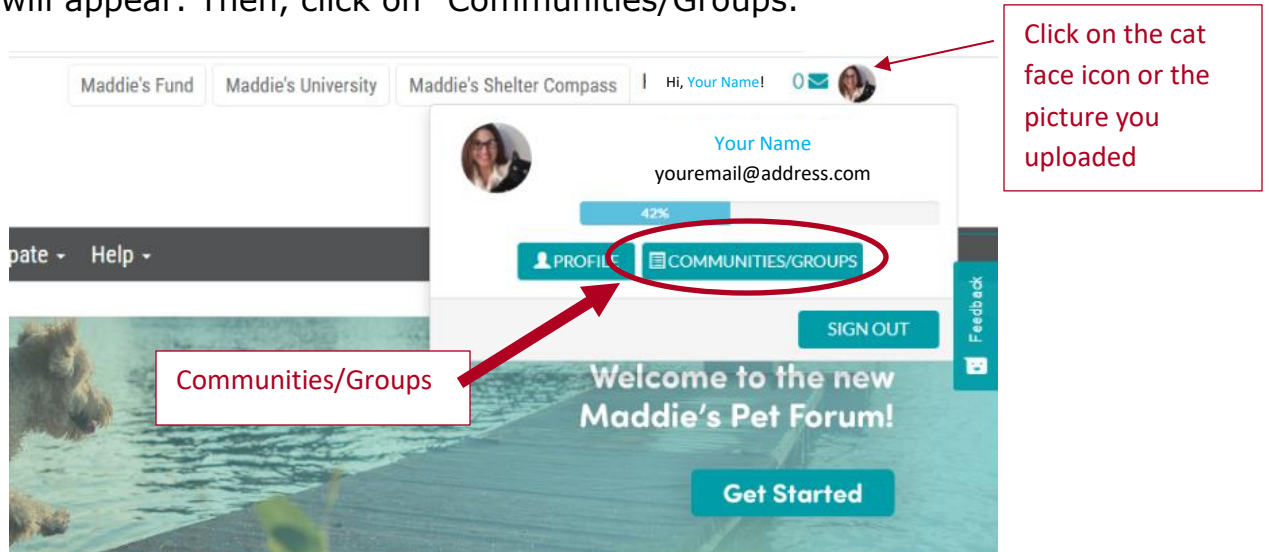 will appear. Then, click on "Communities/Groups.
Click on the cat
face icon or the
picture you
uploaded
Maddie's Fund Maddie's University Maddie's Shelter Compass Hi, Your Name! 0
Your Name
youremail@address.com
42%
pate Help
PROFILE COMMUNITIES/GROUPS
SIGN OUT
Feedback
Communities/Groups
Welcome to the new
Maddie's Pet Forum!
Get Started